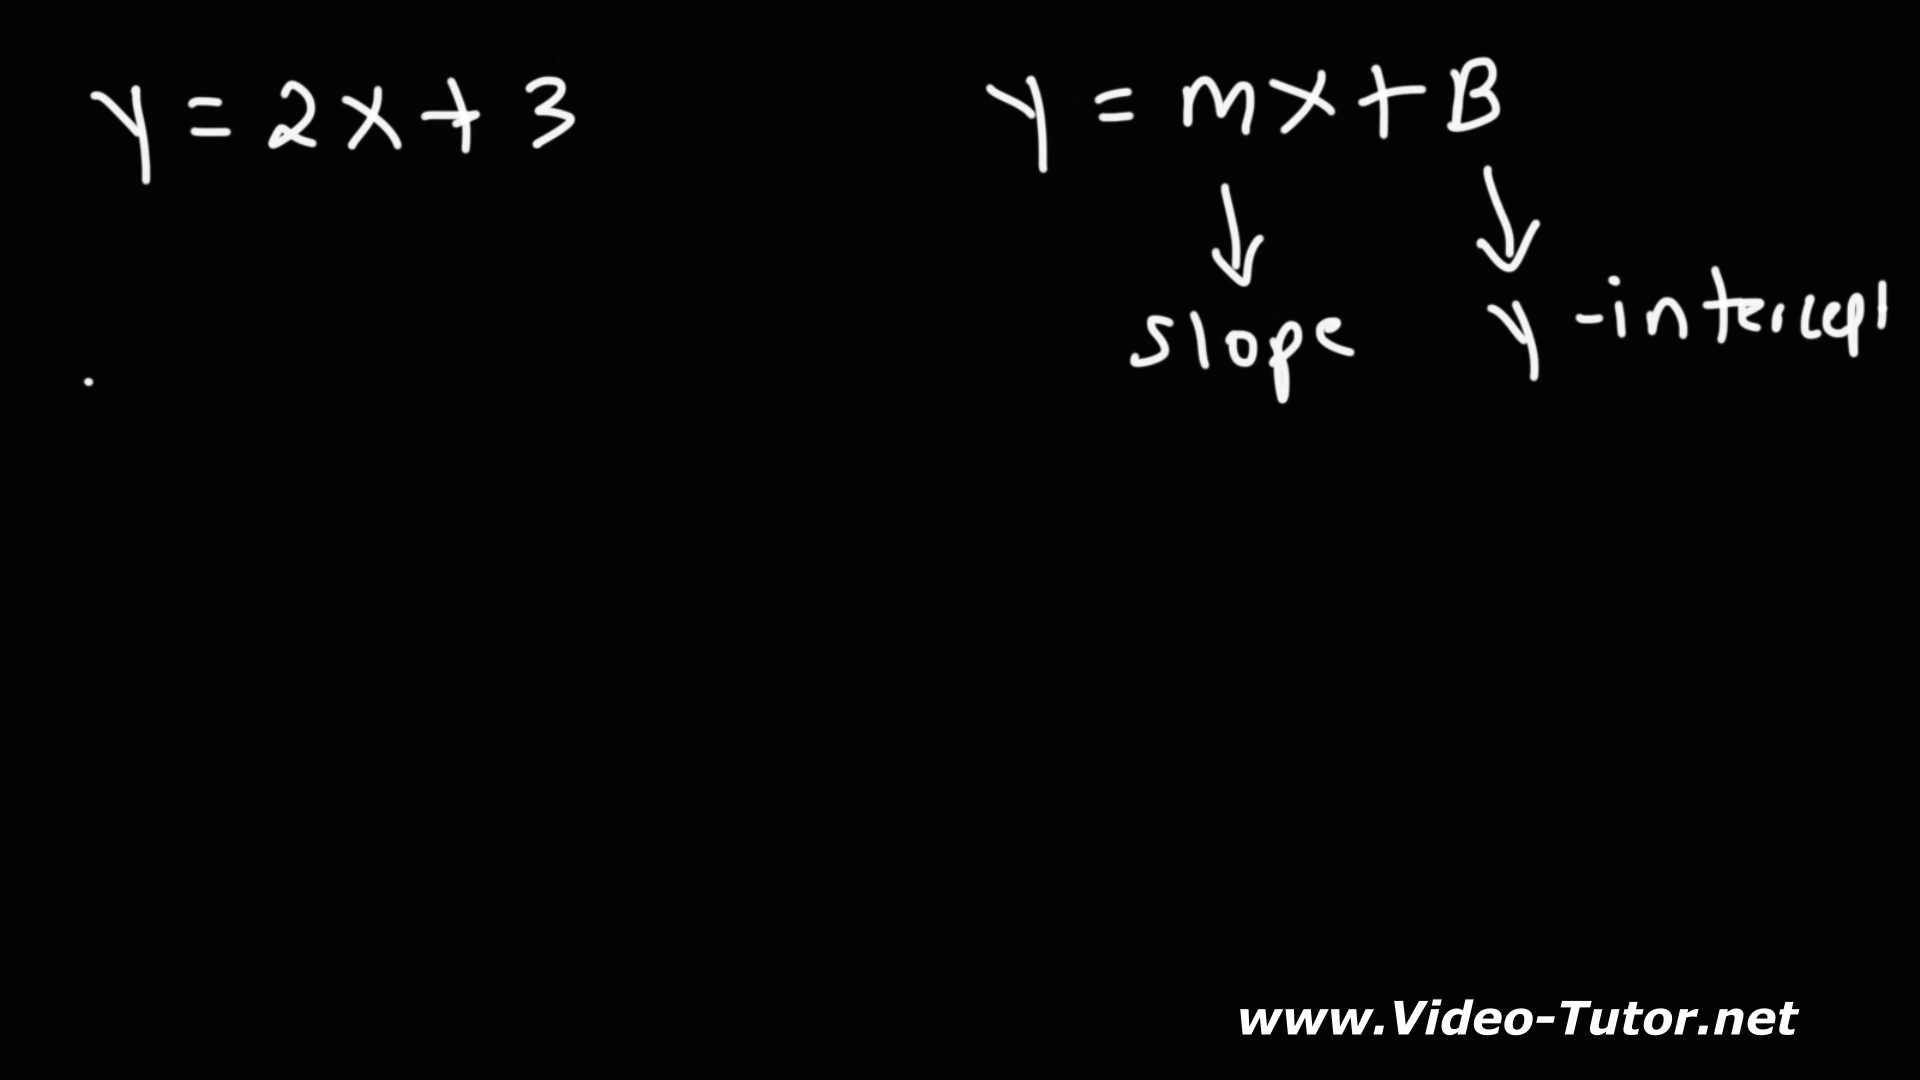 y = 2x + 3
y = mx + B
slope
y-intercept
www.Video-Tutor.net